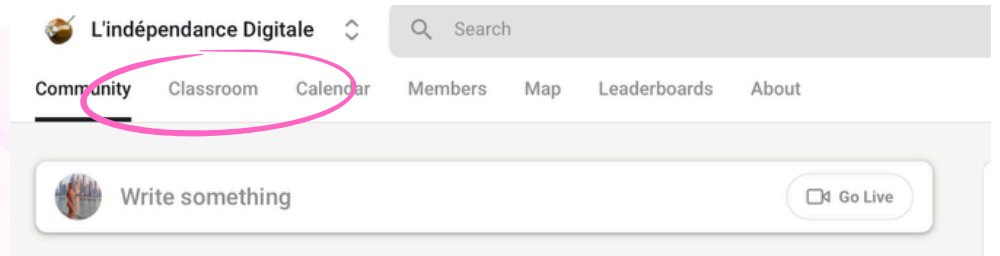 L'indépendance Digitale
Search
Community Classroom Calendar Members Map Leaderboards About
Write something
Go Live